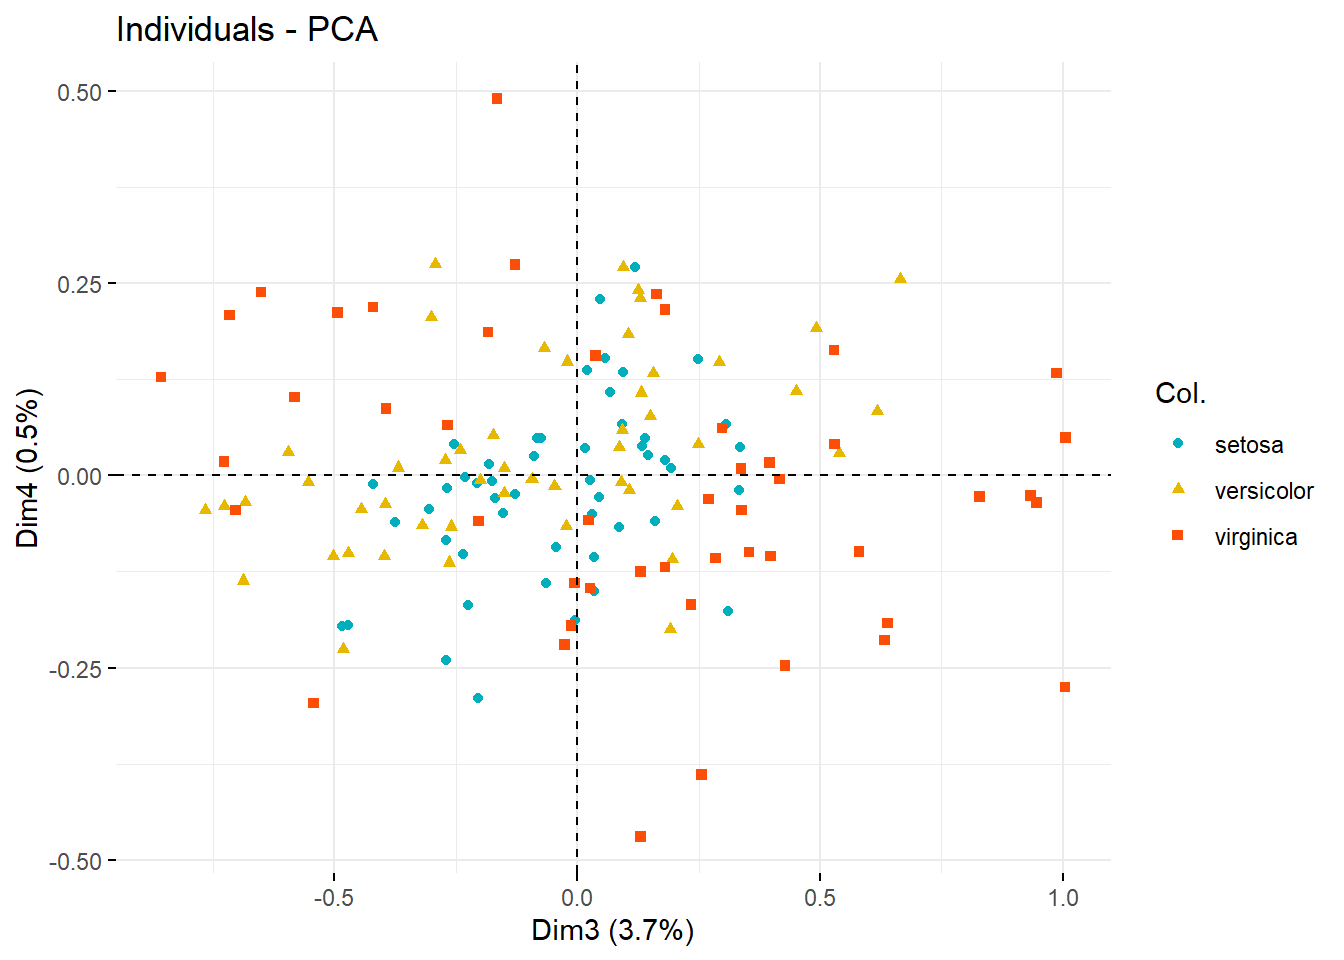 Individuals - PCA
0.50
0.25
0.00
-0.25
-0.50
Dim4 (0.5%)
-0.5
0.0
0.5
1.0
Dim3 (3.7%)
Col.
setosa
versicolor
virginica